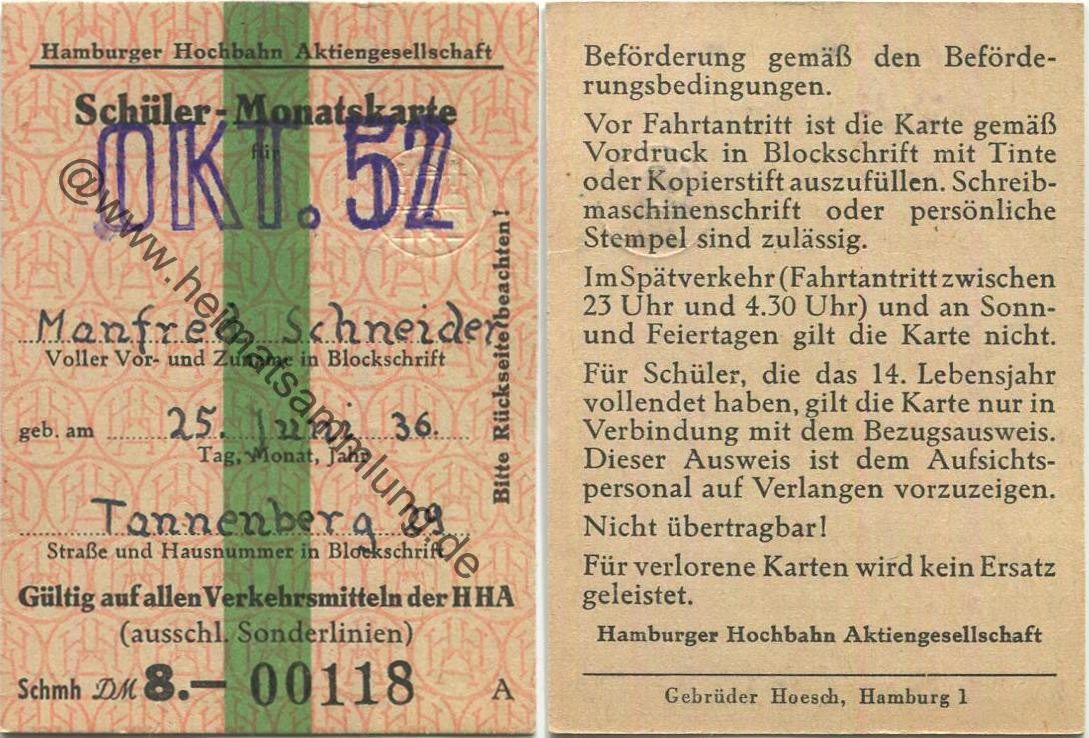 Hamburger Hochbahn Aktiengesellschaft
Schüler-Monatskarte
für
OKT. 52
Manfred Schneider
Voller Vor- und Zuname in Blockschrift
geb. am 25. Juni 36.
Tag, Monat, Jahr
Tannenberg 29
Straße und Hausnummer in Blockschrift
Gültig auf allen Verkehrsmitteln der HHA
(ausschl. Sonderlinien)
Schmh DM 8.— 00118 A
Bitte Rückseite beachten!
@www.heimatsammlung.de
Beförderung gemäß den Beförde-
rungsbedingungen.
Vor Fahrtantritt ist die Karte gemäß
Vordruck in Blockschrift mit Tinte
oder Kopierstift auszufüllen. Schreib-
maschinenschrift oder persönliche
Stempel sind zulässig.
Im Spätverkehr (Fahrtantritt zwischen
23 Uhr und 4.30 Uhr) und an Sonn-
und Feiertagen gilt die Karte nicht.
Für Schüler, die das 14. Lebensjahr
vollendet haben, gilt die Karte nur in
Verbindung mit dem Bezugsausweis.
Dieser Ausweis ist dem Aufsichts-
personal auf Verlangen vorzuzeigen.
Nicht übertragbar!
Für verlorene Karten wird kein Ersatz
geleistet.
Hamburger Hochbahn Aktiengesellschaft
Gebrüder Hoesch, Hamburg 1